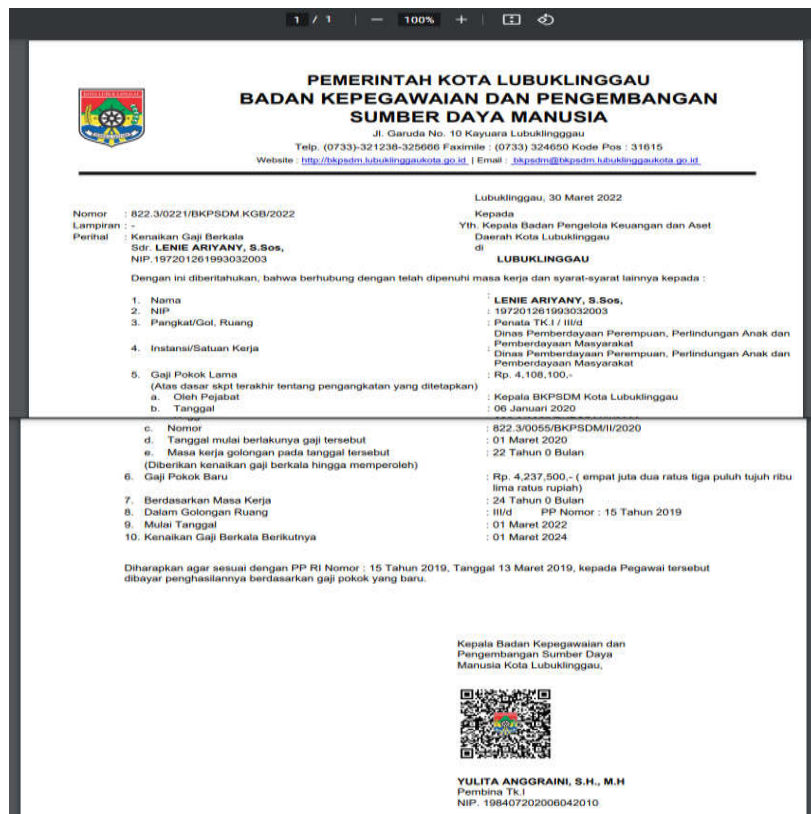 1 / 1 — 100% +
PEMERINTAH KOTA LUBUKLINGGAU
BADAN KEPEGAWAIAN DAN PENGEMBANGAN
SUMBER DAYA MANUSIA
Jl. Garuda No. 10 Kayuara Lubuklinggau
Telp. (0733)-321238-325666 Faximile : (0733) 324650 Kode Pos : 31615
Website : http://bkpsdm.lubuklinggaukota.go.id | Email : bkpsdm@bkpsdm.lubuklinggaukota.go.id
Lubuklinggau, 30 Maret 2022
Nomor : 822.3/0221/BKPSDM.KGB/2022
Kepada
Lampiran : -
Yth. Kepala Badan Pengelola Keuangan dan Aset
Perihal : Kenaikan Gaji Berkala
Daerah Kota Lubuklinggau
Sdr. LENIE ARIYANY, S.Sos,
di
NIP.197201261993032003
LUBUKLINGGAU
Dengan ini diberitahukan, bahwa berhubung dengan telah dipenuhi masa kerja dan syarat-syarat lainnya kepada :
1. Nama : LENIE ARIYANY, S.Sos,
2. NIP : 197201261993032003
3. Pangkat/Gol, Ruang : Penata TK.I / III/d
Dinas Pemberdayaan Perempuan, Perlindungan Anak dan
4. Instansi/Satuan Kerja : Pemberdayaan Masyarakat
Dinas Pemberdayaan Perempuan, Perlindungan Anak dan
Pemberdayaan Masyarakat
5. Gaji Pokok Lama : Rp. 4,108,100,-
(Atas dasar skpt terakhir tentang pengangkatan yang ditetapkan)
a. Oleh Pejabat : Kepala BKPSDM Kota Lubuklinggau
b. Tanggal : 06 Januari 2020
c. Nomor : 822.3/0055/BKPSDM/II/2020
d. Tanggal mulai berlakunya gaji tersebut : 01 Maret 2020
e. Masa kerja golongan pada tanggal tersebut : 22 Tahun 0 Bulan
(Diberikan kenaikan gaji berkala hingga memperoleh)
6. Gaji Pokok Baru : Rp. 4,237,500,- ( empat juta dua ratus tiga puluh tujuh ribu
lima ratus rupiah)
7. Berdasarkan Masa Kerja : 24 Tahun 0 Bulan
8. Dalam Golongan Ruang : III/d PP Nomor : 15 Tahun 2019
9. Mulai Tanggal : 01 Maret 2022
10. Kenaikan Gaji Berkala Berikutnya : 01 Maret 2024
Diharapkan agar sesuai dengan PP RI Nomor : 15 Tahun 2019, Tanggal 13 Maret 2019, kepada Pegawai tersebut
dibayar penghasilannya berdasarkan gaji pokok yang baru.
Kepala Badan Kepegawaian dan
Pengembangan Sumber Daya
Manusia Kota Lubuklinggau,
YULITA ANGGRAINI, S.H., M.H
Pembina Tk.I
NIP. 198407202006042010